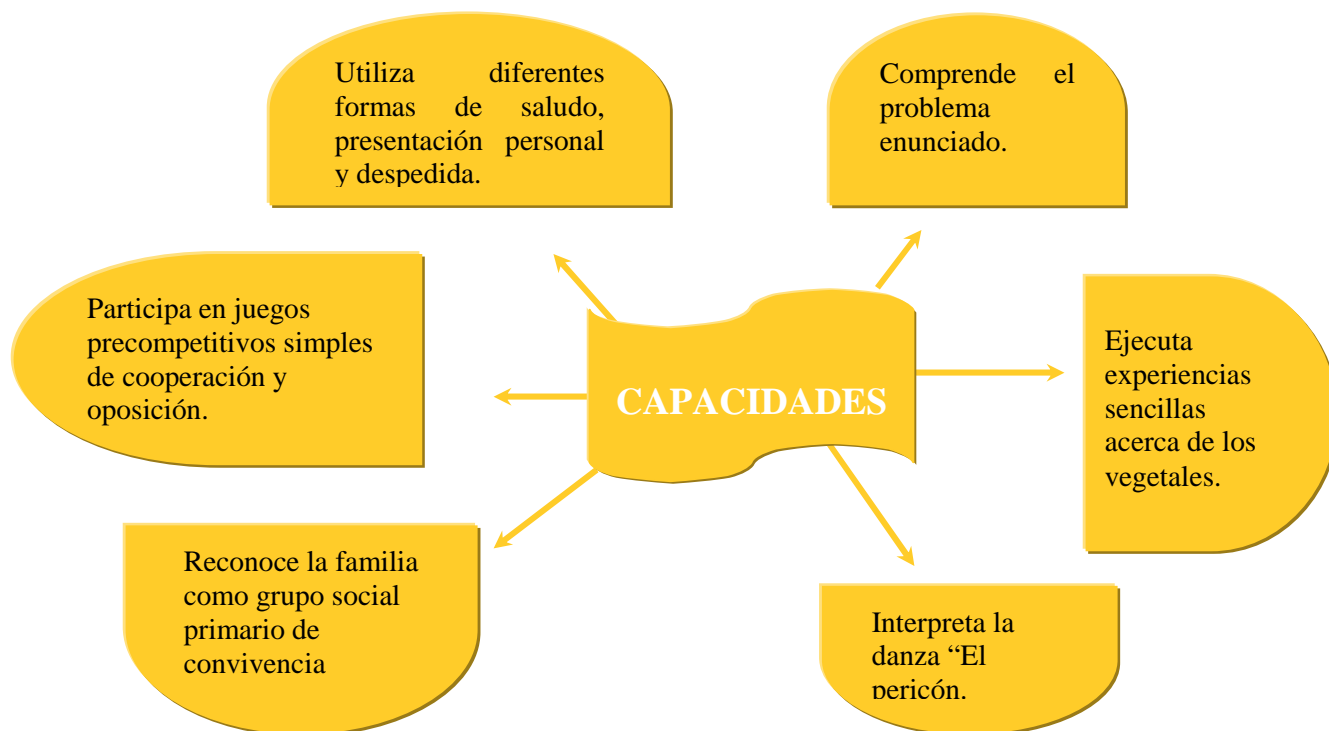 Utiliza diferentes
formas de saludo,
presentación personal
y despedida.
Comprende el
problema
enunciado.
Participa en juegos
precompetitivos simples
de cooperación y
oposición.
CAPACIDADES
Ejecuta
experiencias
sencillas
acerca de los
vegetales.
Reconoce la familia
como grupo social
primario de
convivencia
Interpreta la
danza “El
pericón.